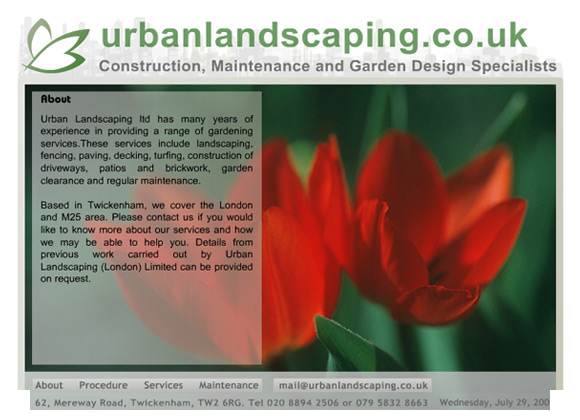 urbanlandscaping.co.uk
Construction, Maintenance and Garden Design Specialists
About
Urban Landscaping ltd has many years of
experience in providing a range of gardening
services.These services include landscaping,
fencing, paving, decking, turfing, construction of
driveways, patios and brickwork, garden
clearance and regular maintenance.
Based in Twickenham, we cover the London
and M25 area. Please contact us if you would
like to know more about our services and how
we may be able to help you. Details from
previous work carried out by Urban
Landscaping (London) Limited can be provided
on request.
About Procedure Services Maintenance mail@urbanlandscaping.co.uk
62, Mereway Road, Twickenham, TW2 6RG. Tel 020 8894 2506 or 079 5832 8663 Wednesday, July 29, 200